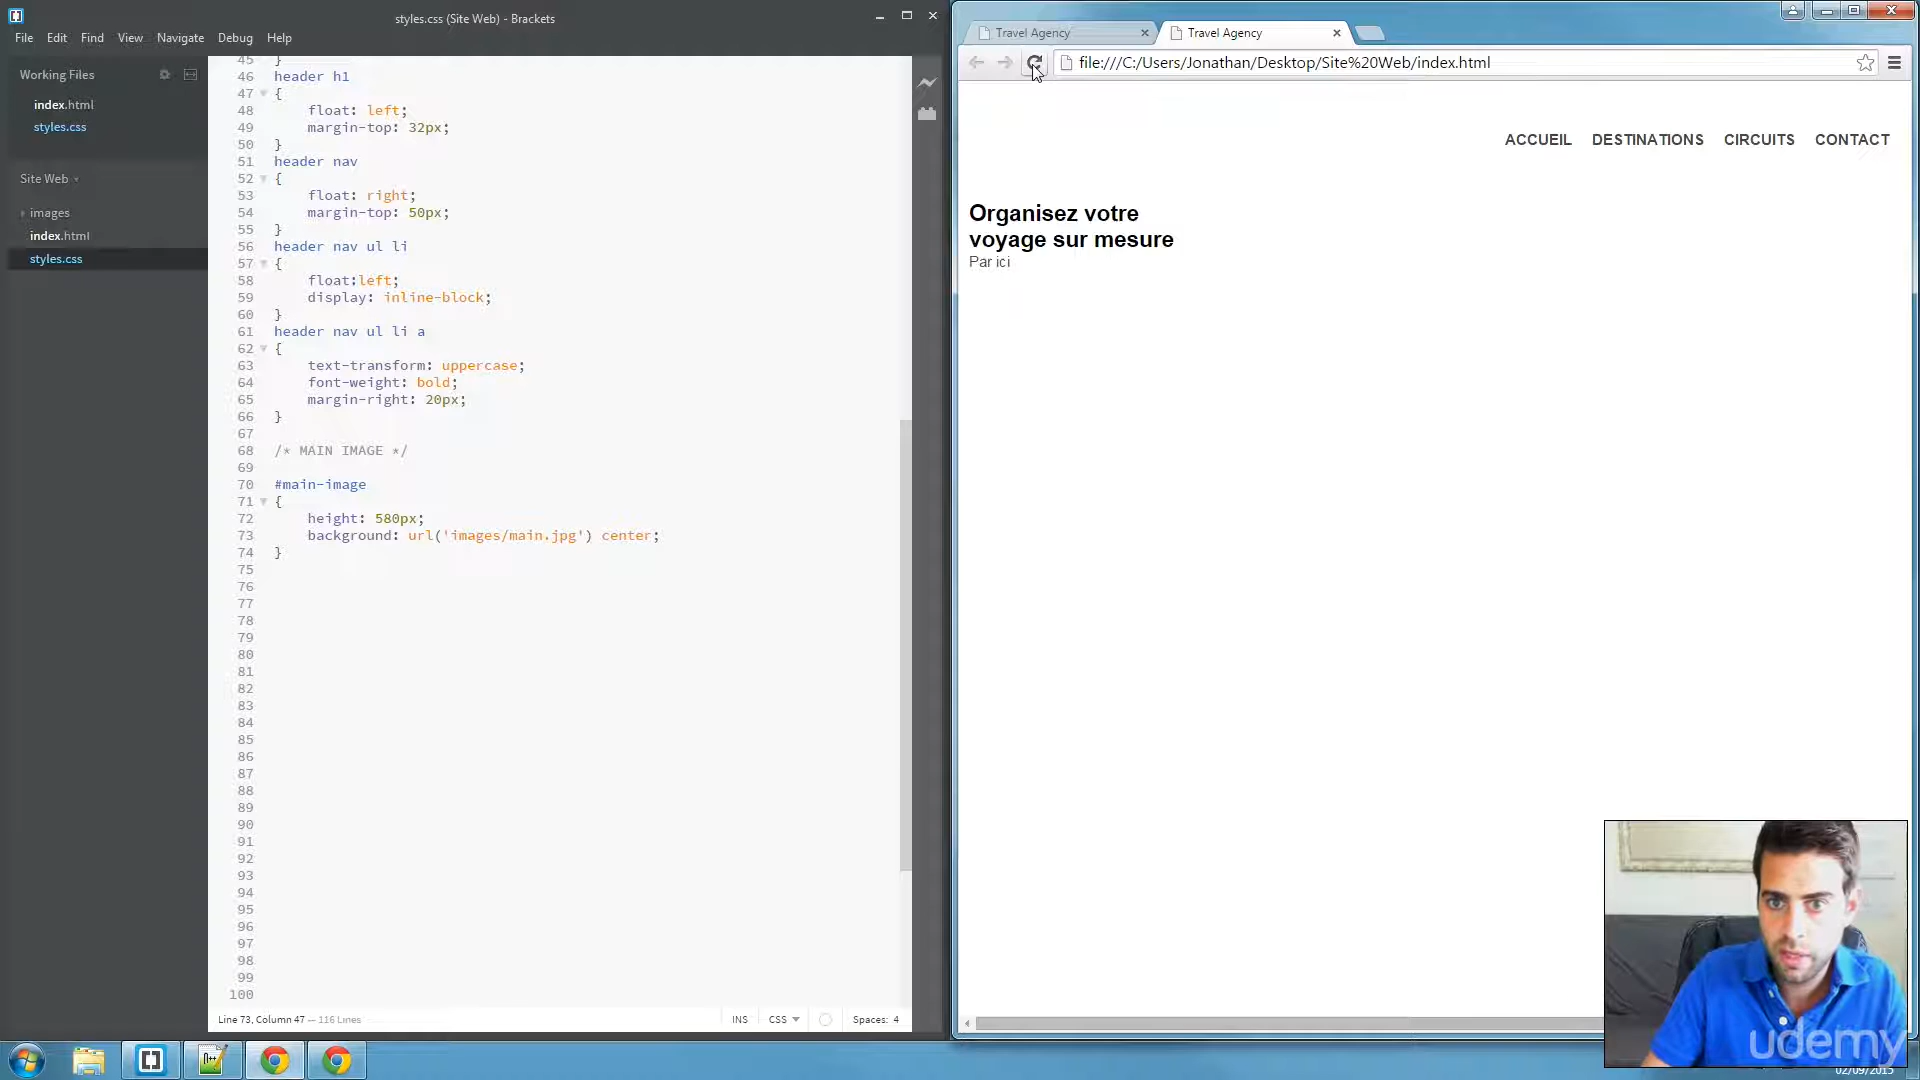 styles.css (Site Web) - Brackets
File Edit Find View Navigate Debug Help
Working Files
index.html
styles.css
Site Web
images
index.html
styles.css
45 }
46 header h1
47 {
48 float: left;
49 margin-top: 32px;
50 }
51 header nav
52 {
53 float: right;
54 margin-top: 50px;
55 }
56 header nav ul li
57 {
58 float:left;
59 display: inline-block;
60 }
61 header nav ul li a
62 {
63 text-transform: uppercase;
64 font-weight: bold;
65 margin-right: 20px;
66 }
67
68 /* MAIN IMAGE */
69
70 #main-image
71 {
72 height: 580px;
73 background: url('images/main.jpg') center;
74 }
75
76
77
78
79
80
81
82
83
84
85
86
87
88
89
90
91
92
93
94
95
96
97
98
99
100
Line 73, Column 47 — 116 Lines
INS CSS Spaces: 4
Travel Agency Travel Agency
file:///C:/Users/Jonathan/Desktop/Site%20Web/index.html
ACCUEIL DESTINATIONS CIRCUITS CONTACT
Organisez votre
voyage sur mesure
Par ici
udemy
02/09/2015